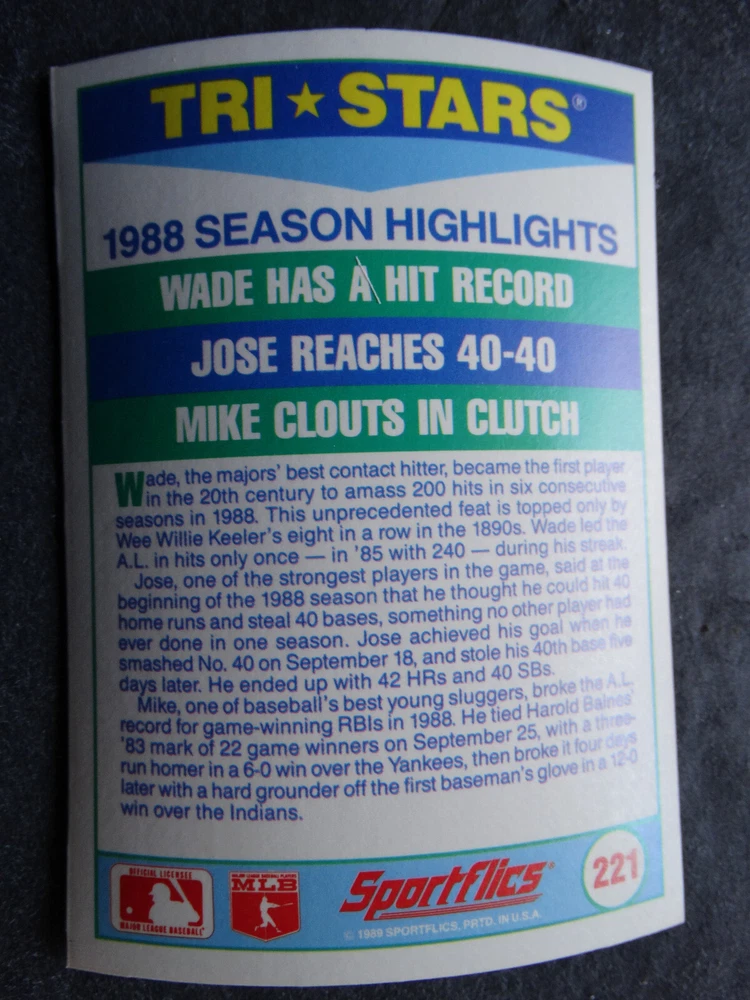 TRI ★ STARS®
1988 SEASON HIGHLIGHTS
WADE HAS A HIT RECORD
JOSE REACHES 40-40
MIKE CLOUTS IN CLUTCH
Wade, the majors' best contact hitter, became the first player
in the 20th century to amass 200 hits in six consecutive
seasons in 1988. This unprecedented feat is topped only by
Wee Willie Keeler's eight in a row in the 1890s. Wade led the
A.L. in hits only once — in '85 with 240 — during his streak.
Jose, one of the strongest players in the game, said at the
beginning of the 1988 season that he thought he could hit 40
home runs and steal 40 bases, something no other player had
ever done in one season. Jose achieved his goal when he
smashed No. 40 on September 18, and stole his 40th base five
days later. He ended up with 42 HRs and 40 SBs.
Mike, one of baseball's best young sluggers, broke the A.L.
record for game-winning RBIs in 1988. He tied Harold Baines'
'83 mark of 22 game winners on September 25, with a three-
run homer in a 6-0 win over the Yankees, then broke it four days
later with a hard grounder off the first baseman's glove in a 12-0
win over the Indians.
OFFICIAL LICENSEE
MAJOR LEAGUE BASEBALL
MAJOR LEAGUE BASEBALL PLAYERS
MLB
Sportflics®
221
© 1989 SPORTFLICS, PRTD. IN U.S.A.